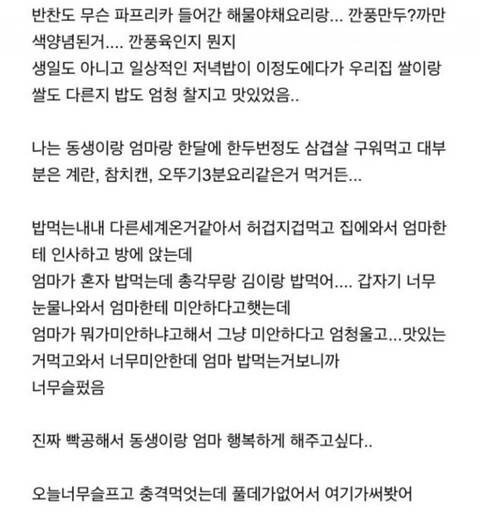 반찬도 무슨 파프리카 들어간 해물야채요리랑... 깐풍만두?까만
색양념된거.... 깐풍육인지 뭔지
생일도 아니고 일상적인 저녁밥이 이정도에다가 우리집 쌀이랑
쌀도 다른지 밥도 엄청 찰지고 맛있었음..
나는 동생이랑 엄마랑 한달에 한두번정도 삼겹살 구워먹고 대부
분은 계란, 참치캔, 오뚜기3분요리같은거 먹거든...
밥먹는내내 다른세계온거같아서 허겁지겁먹고 집에와서 엄마한
테 인사하고 방에 앉는데
엄마가 혼자 밥먹는데 총각무랑 김이랑 밥먹어.... 갑자기 너무
눈물나와서 엄마한테 미안하다고햇는데
엄마가 뭐가미안하냐고해서 그냥 미안하다고 엄청울고...맛있는
거먹고와서 너무미안한데 엄마 밥먹는거보니까
너무슬펐음
진짜 빡공해서 동생이랑 엄마 행복하게 해주고싶다..
오늘너무슬프고 충격먹엇는데 풀데가없어서 여기가써봣어